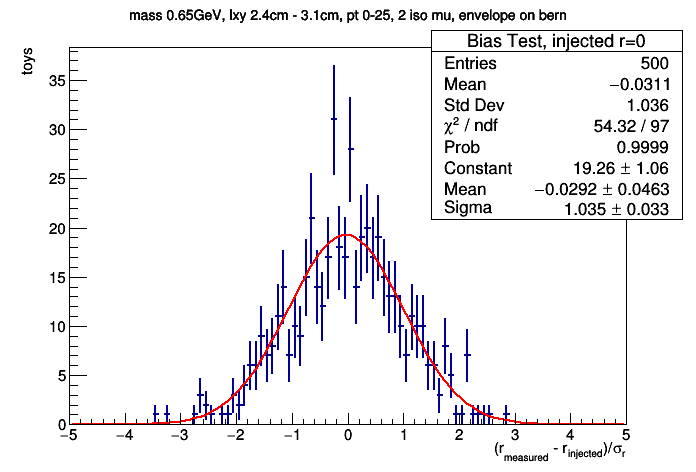 mass 0.65GeV, lxy 2.4cm - 3.1cm, pt 0-25, 2 iso mu, envelope on bern
Bias Test, injected r=0
Entries 500
Mean −0.0311
Std Dev 1.036
χ² / ndf 54.32 / 97
Prob 0.9999
Constant 19.26 ± 1.06
Mean −0.0292 ± 0.0463
Sigma 1.035 ± 0.033
toys
35
30
25
20
15
10
5
0
−5 −4 −3 −2 −1 0 1 2 3 4 5
(r_measured - r_injected)/σ_r